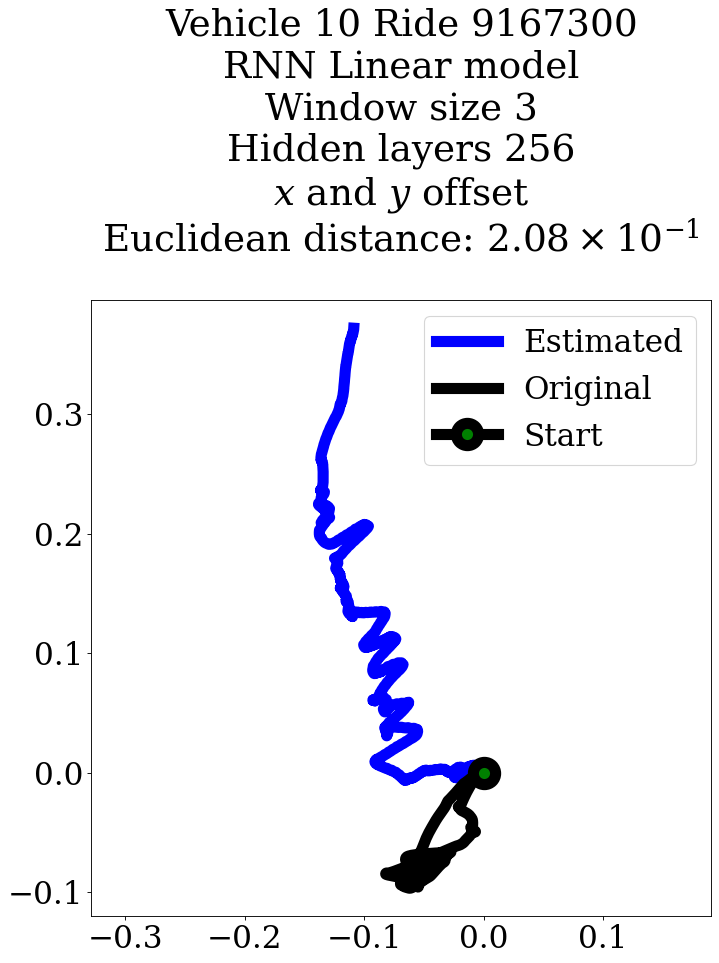 Vehicle 10 Ride 9167300
RNN Linear model
Window size 3
Hidden layers 256
x and y offset
Euclidean distance: 2.08 × 10⁻¹
Estimated
Original
Start
0.3
0.2
0.1
0.0
−0.1
−0.3 −0.2 −0.1 0.0 0.1